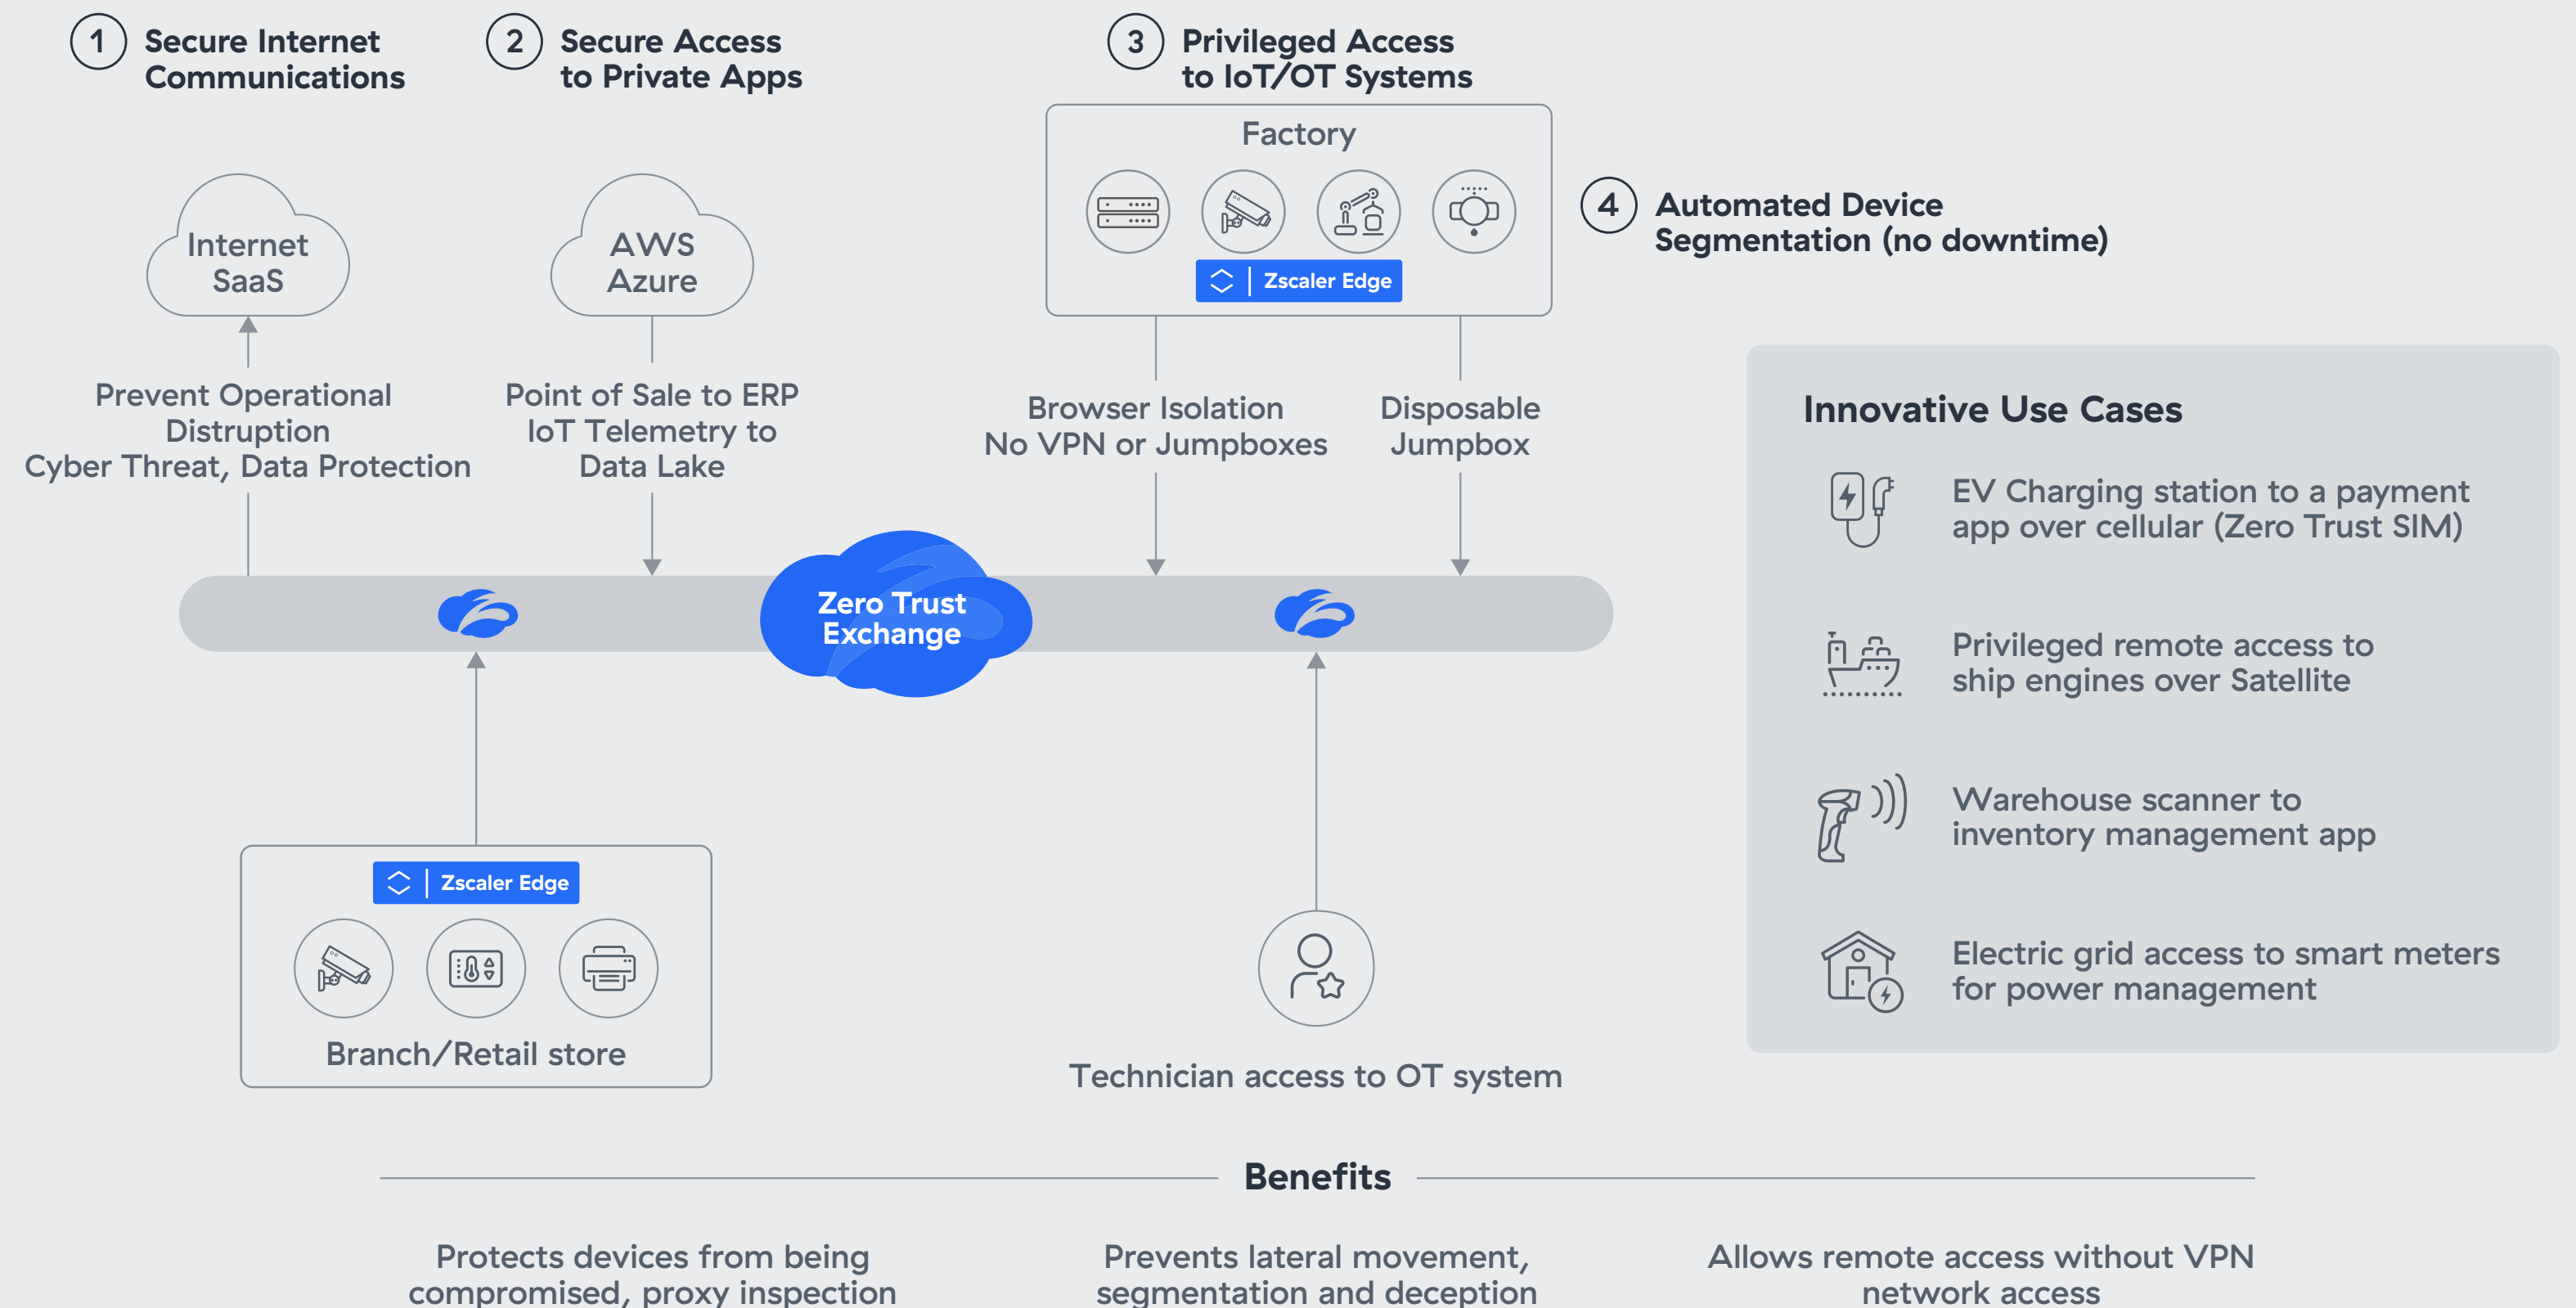 1
Secure Internet
Communications
2
Secure Access
to Private Apps
3
Privileged Access
to IoT/OT Systems
Factory
Zscaler Edge
4
Automated Device
Segmentation (no downtime)
Internet
SaaS
AWS
Azure
Prevent Operational
Distruption
Cyber Threat, Data Protection
Point of Sale to ERP
IoT Telemetry to
Data Lake
Browser Isolation
No VPN or Jumpboxes
Disposable
Jumpbox
Zero Trust
Exchange
Zscaler Edge
Branch/Retail store
Technician access to OT system
Innovative Use Cases
EV Charging station to a payment
app over cellular (Zero Trust SIM)
Privileged remote access to
ship engines over Satellite
Warehouse scanner to
inventory management app
Electric grid access to smart meters
for power management
Benefits
Protects devices from being
compromised, proxy inspection
Prevents lateral movement,
segmentation and deception
Allows remote access without VPN
network access